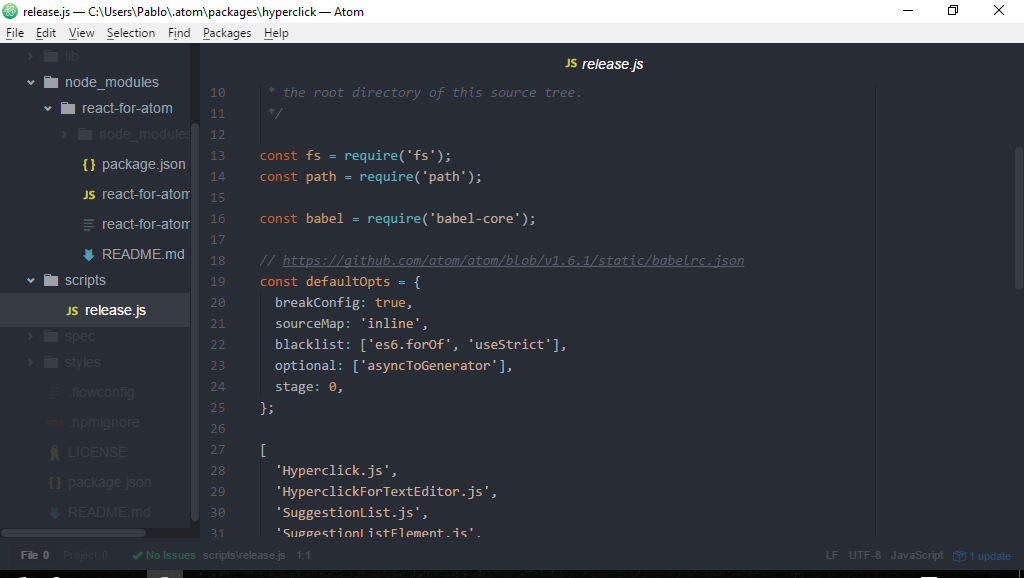 release.js — C:\Users\Pablo\.atom\packages\hyperclick — Atom
File Edit View Selection Find Packages Help
lib
node_modules
react-for-atom
node_modules
package.json
react-for-atom
react-for-atom
README.md
scripts
release.js
spec
styles
.flowconfig
.npmignore
LICENSE
package.json
README.md
JS release.js
10 * the root directory of this source tree.
11 */
12
13 const fs = require('fs');
14 const path = require('path');
15
16 const babel = require('babel-core');
17
18 // https://github.com/atom/atom/blob/v1.6.1/static/babelrc.json
19 const defaultOpts = {
20 breakConfig: true,
21 sourceMap: 'inline',
22 blacklist: ['es6.forOf', 'useStrict'],
23 optional: ['asyncToGenerator'],
24 stage: 0,
25 };
26
27 [
28 'Hyperclick.js',
29 'HyperclickForTextEditor.js',
30 'SuggestionList.js',
31 'SuggestionListElement.js',
File 0 Project 0 No Issues scripts\release.js 1:1 LF UTF-8 JavaScript 1 update